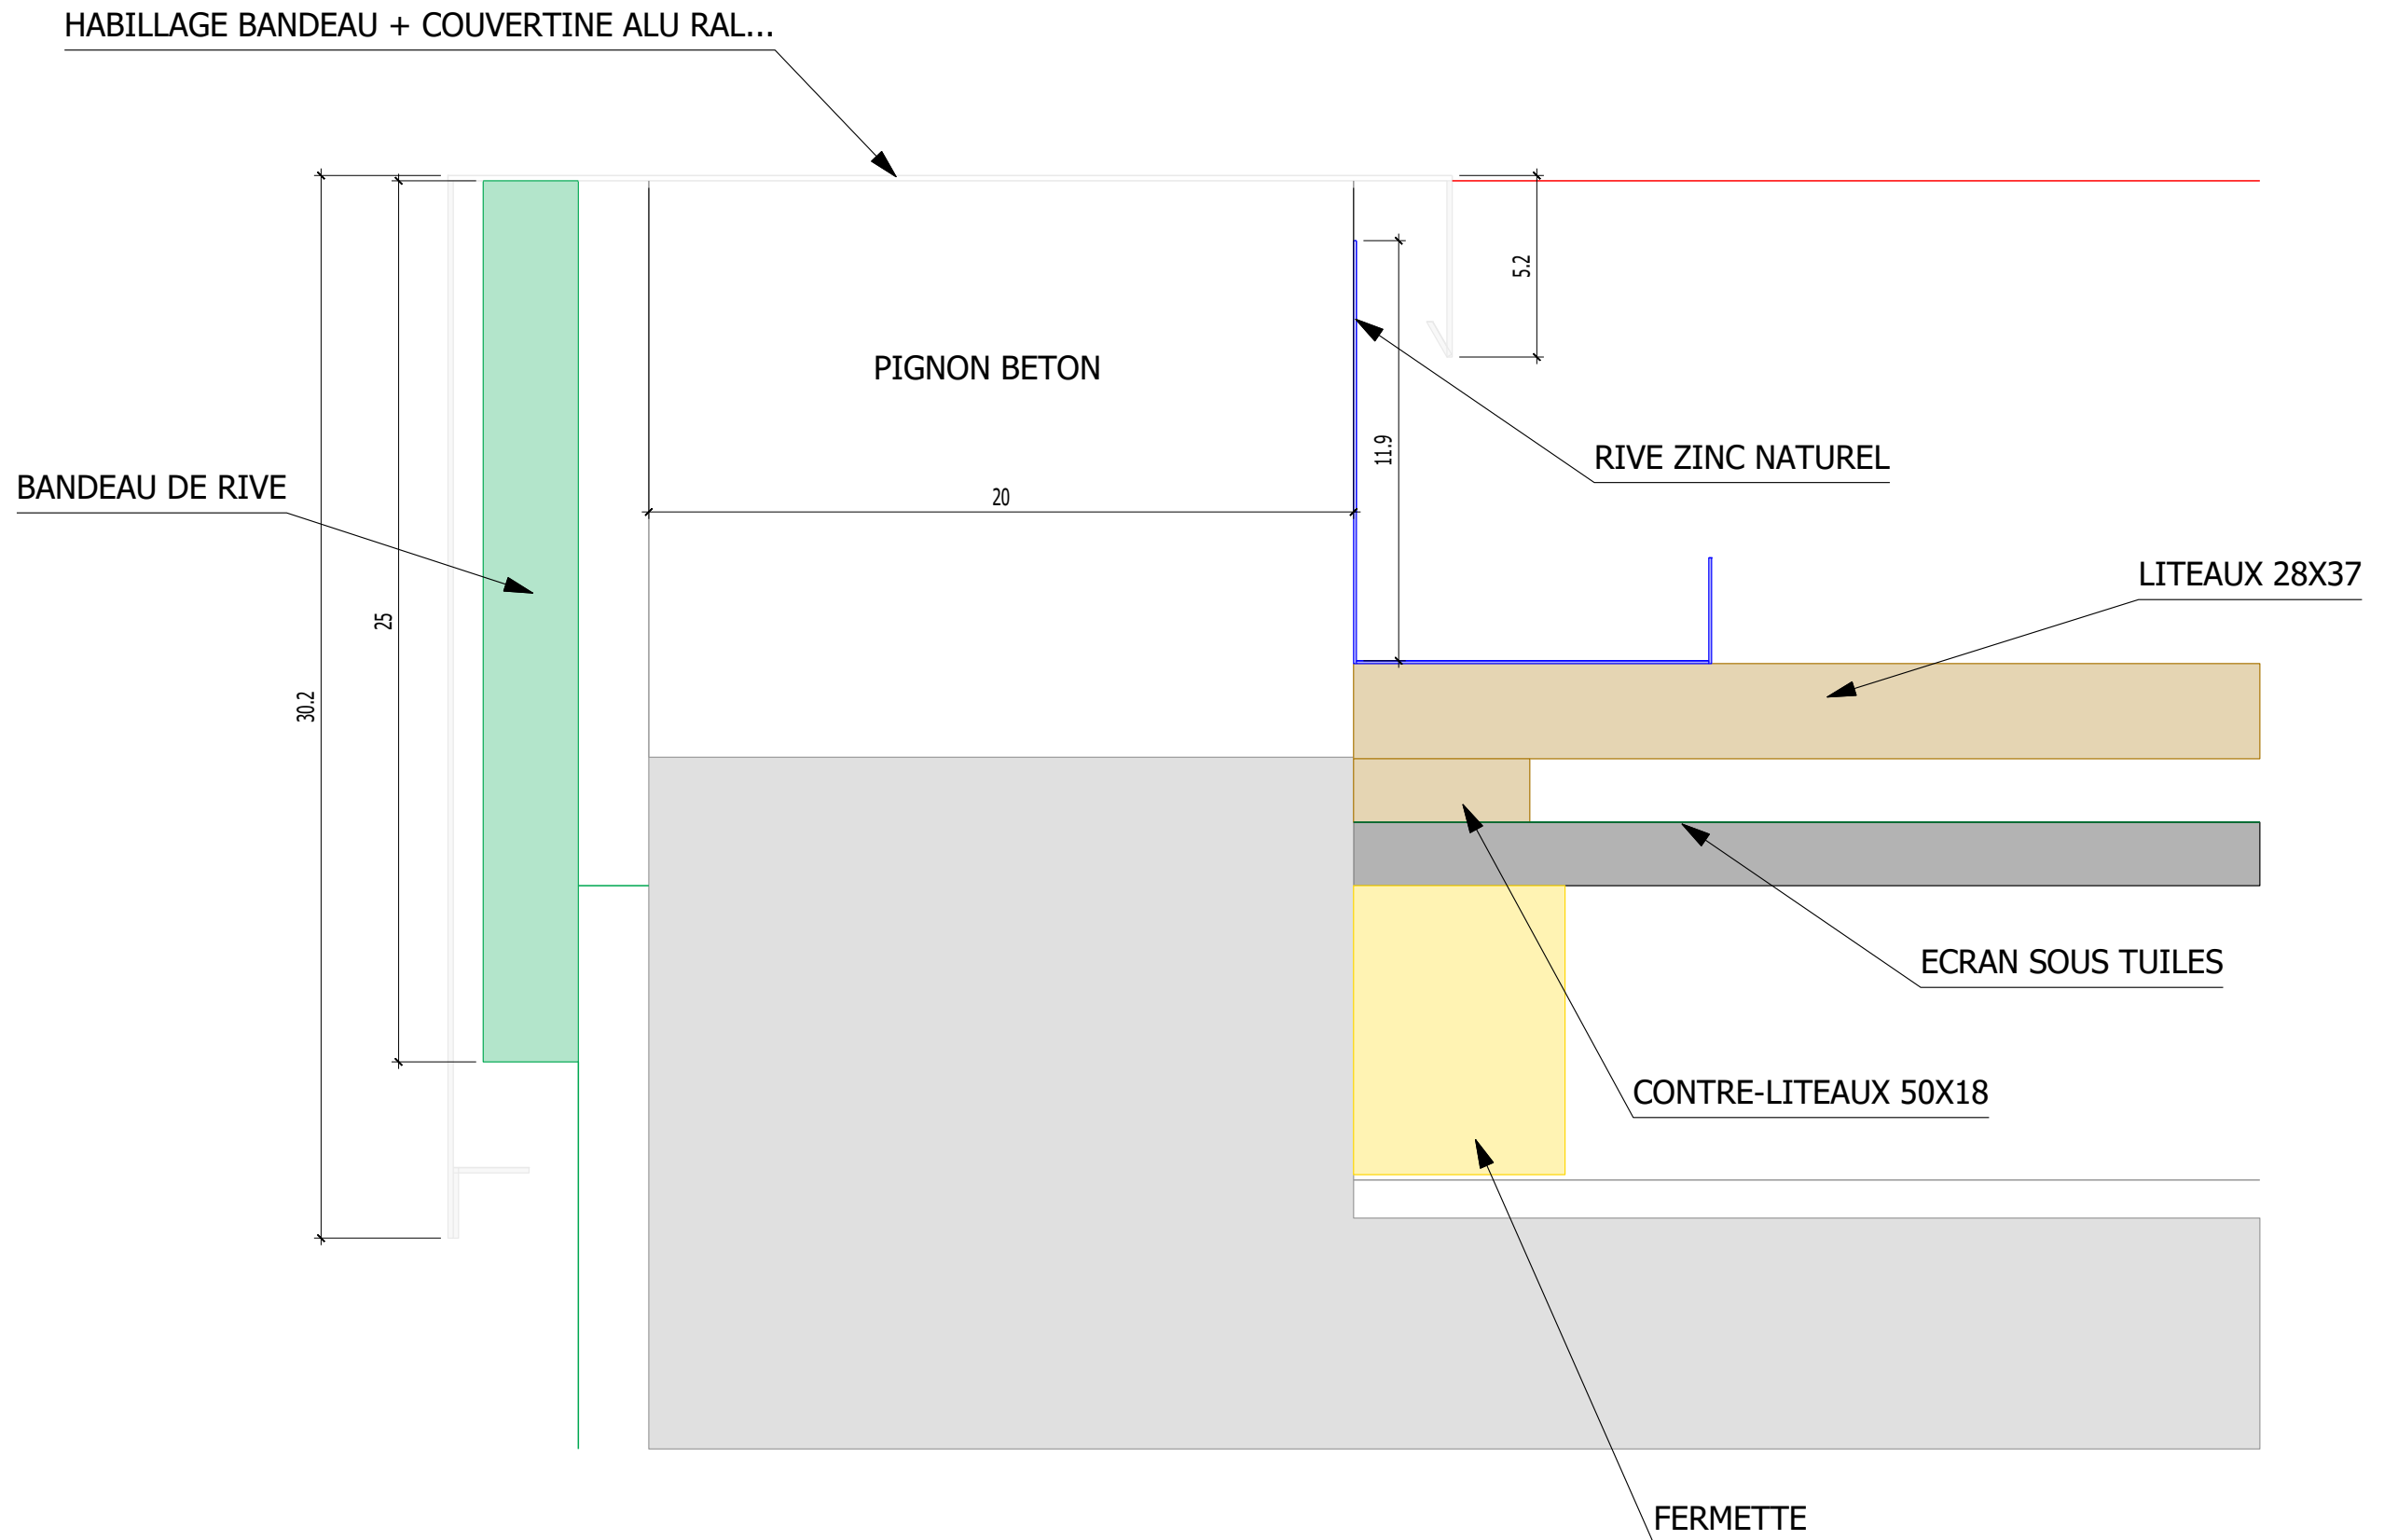 HABILLAGE BANDEAU + COUVERTINE ALU RAL...
5.2
PIGNON BETON
11.9
RIVE ZINC NATUREL
BANDEAU DE RIVE
20
LITEAUX 28X37
25
30.2
ECRAN SOUS TUILES
CONTRE-LITEAUX 50X18
FERMETTE